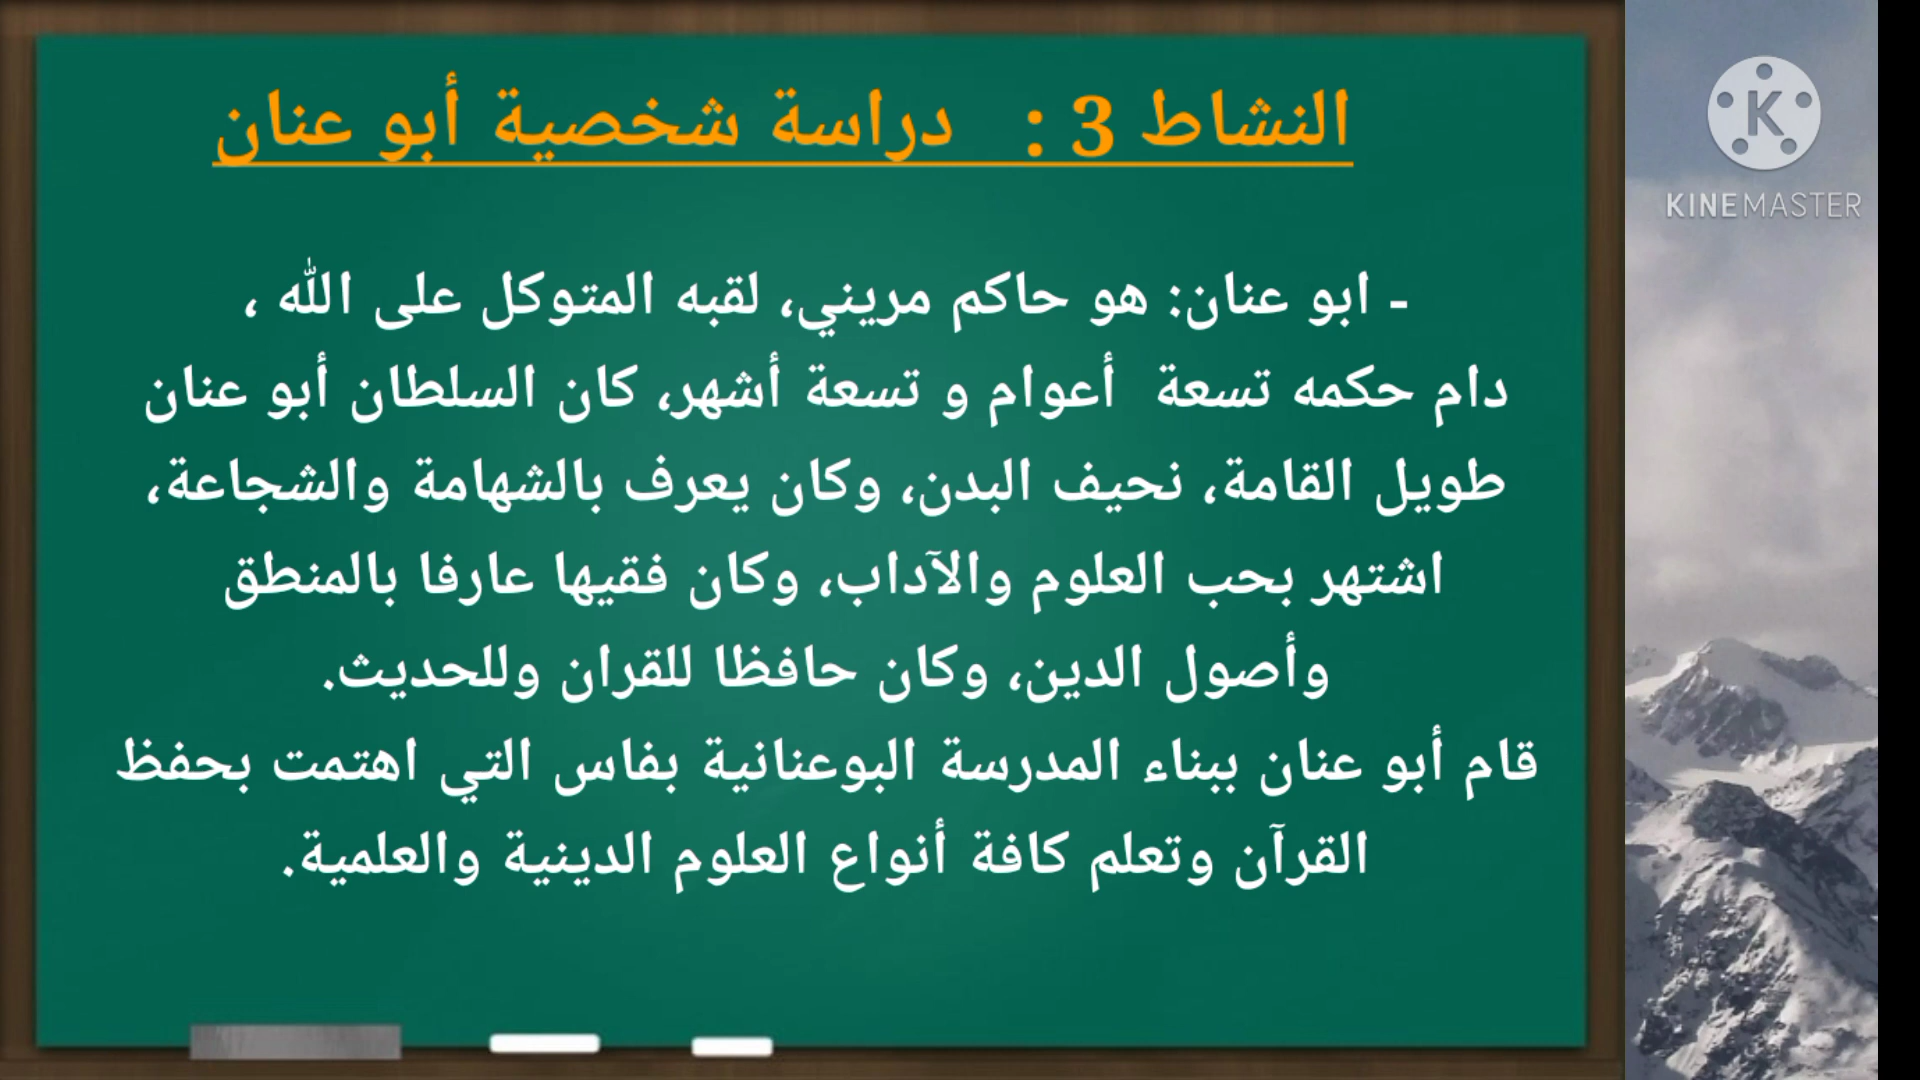 النشاط 3 : دراسة شخصية أبو عنان
- ابو عنان: هو حاكم مريني، لقبه المتوكل على الله ،
دام حكمه تسعة أعوام و تسعة أشهر، كان السلطان أبو عنان
طويل القامة، نحيف البدن، وكان يعرف بالشهامة والشجاعة،
اشتهر بحب العلوم والآداب، وكان فقيها عارفا بالمنطق
وأصول الدين، وكان حافظا للقران وللحديث.
قام أبو عنان ببناء المدرسة البوعنانية بفاس التي اهتمت بحفظ
القرآن وتعلم كافة أنواع العلوم الدينية والعلمية.
K
KINEMASTER